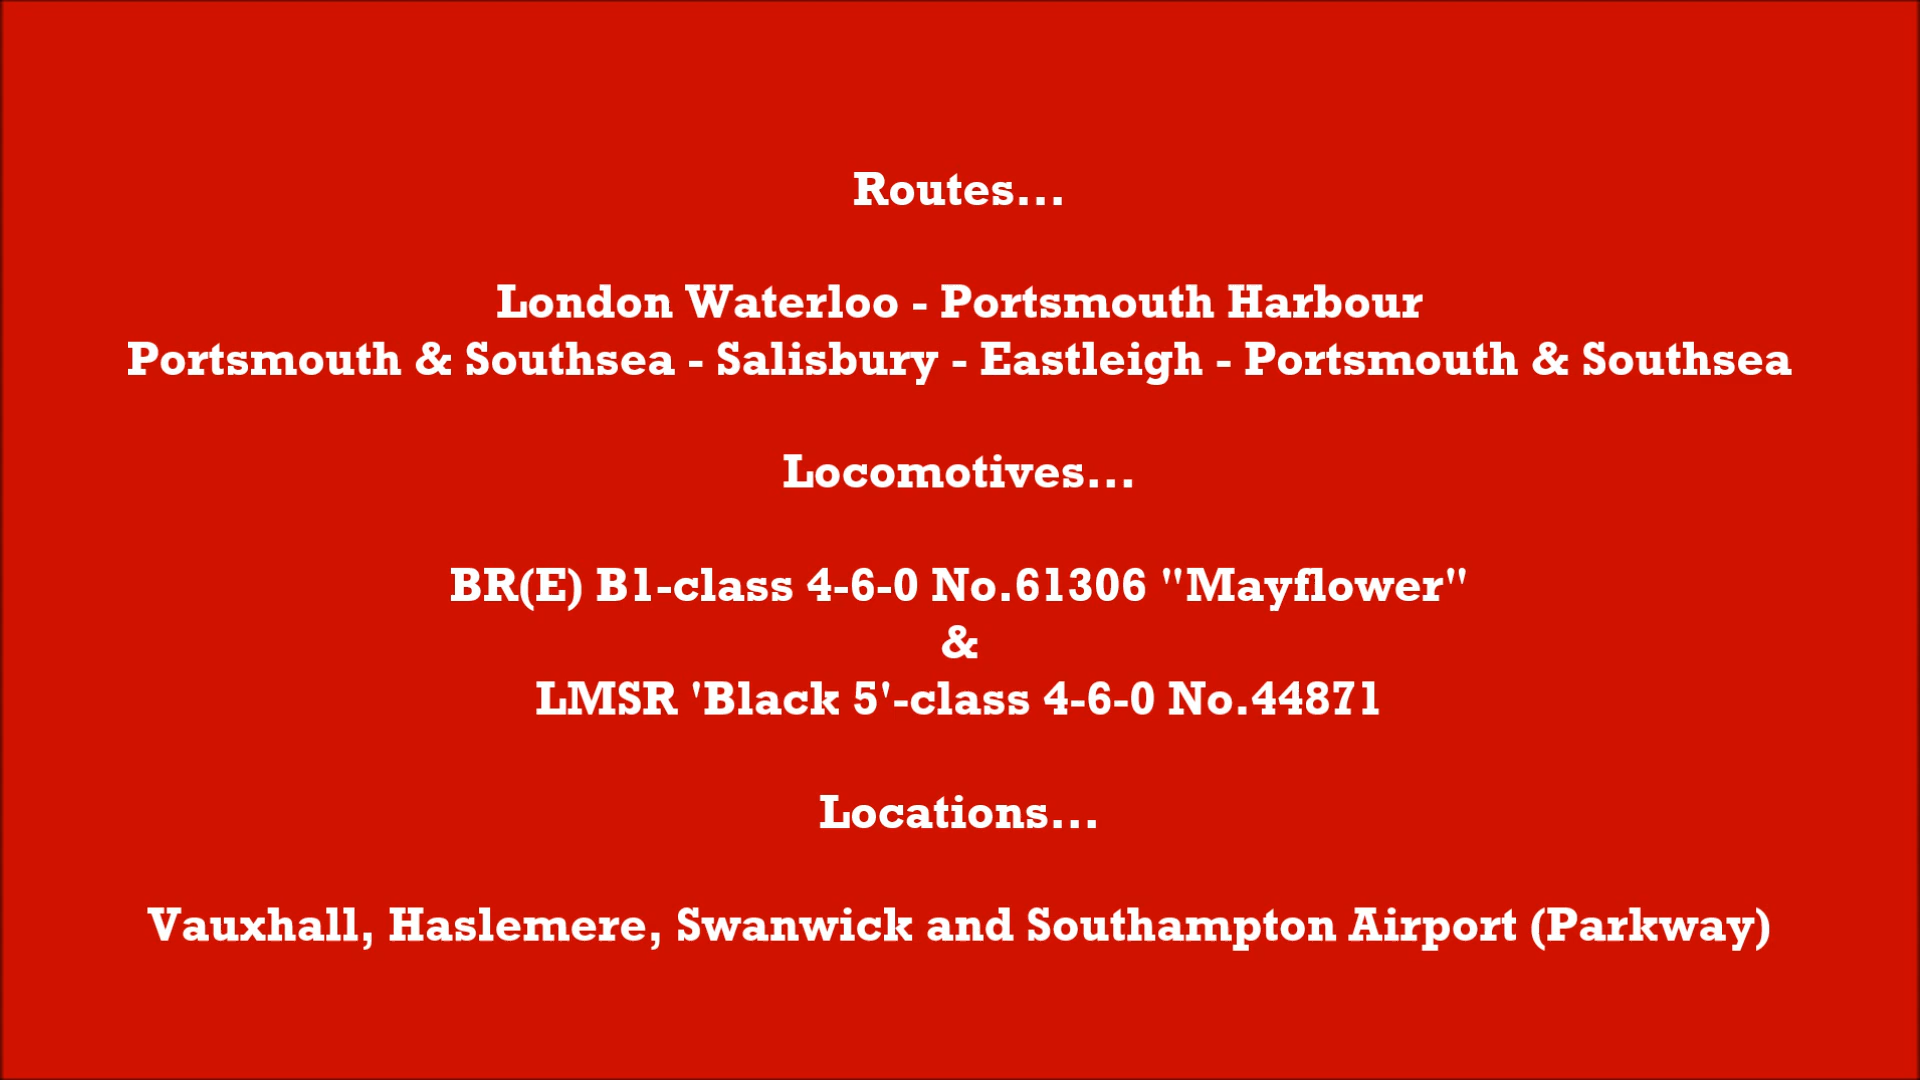 Routes...
London Waterloo - Portsmouth Harbour
Portsmouth & Southsea - Salisbury - Eastleigh - Portsmouth & Southsea
Locomotives...
BR(E) B1-class 4-6-0 No.61306 "Mayflower"
&
LMSR 'Black 5'-class 4-6-0 No.44871
Locations...
Vauxhall, Haslemere, Swanwick and Southampton Airport (Parkway)